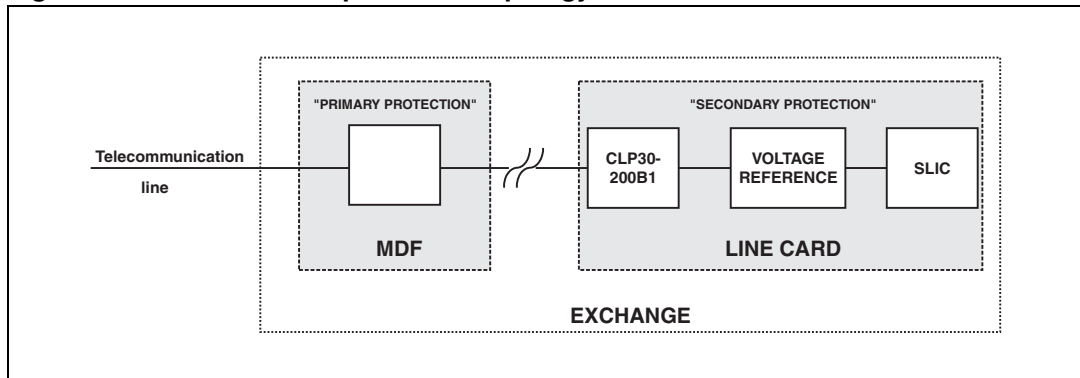 "PRIMARY PROTECTION"
"SECONDARY PROTECTION"
Telecommunication
line
CLP30-
200B1
VOLTAGE
REFERENCE
SLIC
MDF
LINE CARD
EXCHANGE